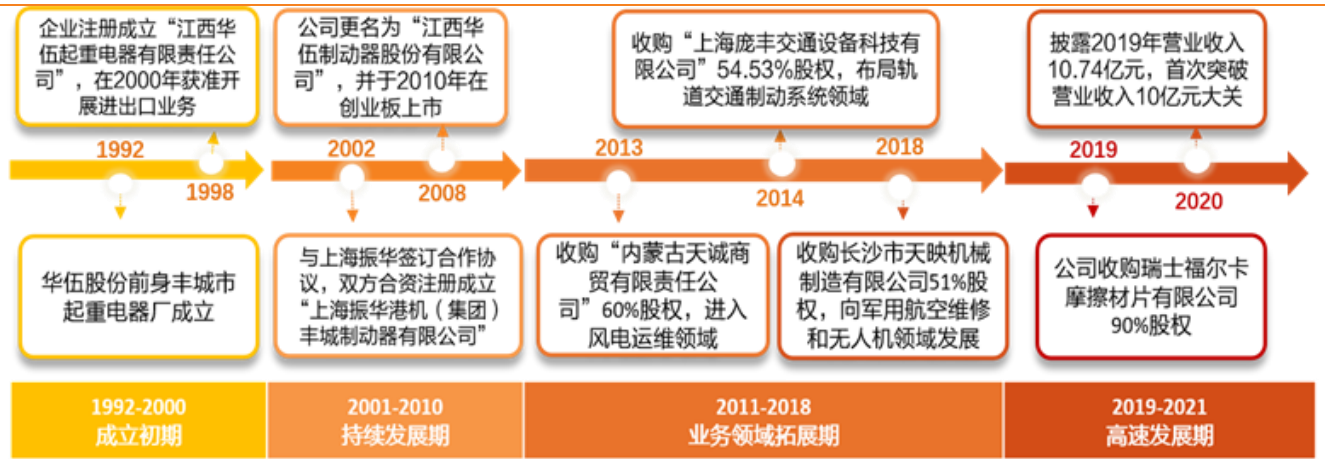 企业注册成立“江西华
伍起重电器有限责任公
司”，在2000年获准开
展进出口业务
公司更名为“江西华
伍制动器股份有限公
司”，并于2010年在
创业板上市
收购“上海庞丰交通设备科技有
限公司”54.53%股权，布局轨
道交通制动系统领域
披露2019年营业收入
10.74亿元，首次突破
营业收入10亿元大关
1992
1998
2002
2008
2013
2014
2018
2019
2020
华伍股份前身丰城市
起重电器厂成立
与上海振华签订合作协
议，双方合资注册成立
“上海振华港机（集团）
丰城制动器有限公司”
收购“内蒙古天诚商
贸有限责任公
司”60%股权，进入
风电运维领域
收购长沙市天映机械
制造有限公司51%股
权，向军用航空维修
和无人机领域发展
公司收购瑞士福尔卡
摩擦材片有限公司
90%股权
1992-2000
成立初期
2001-2010
持续发展期
2011-2018
业务领域拓展期
2019-2021
高速发展期